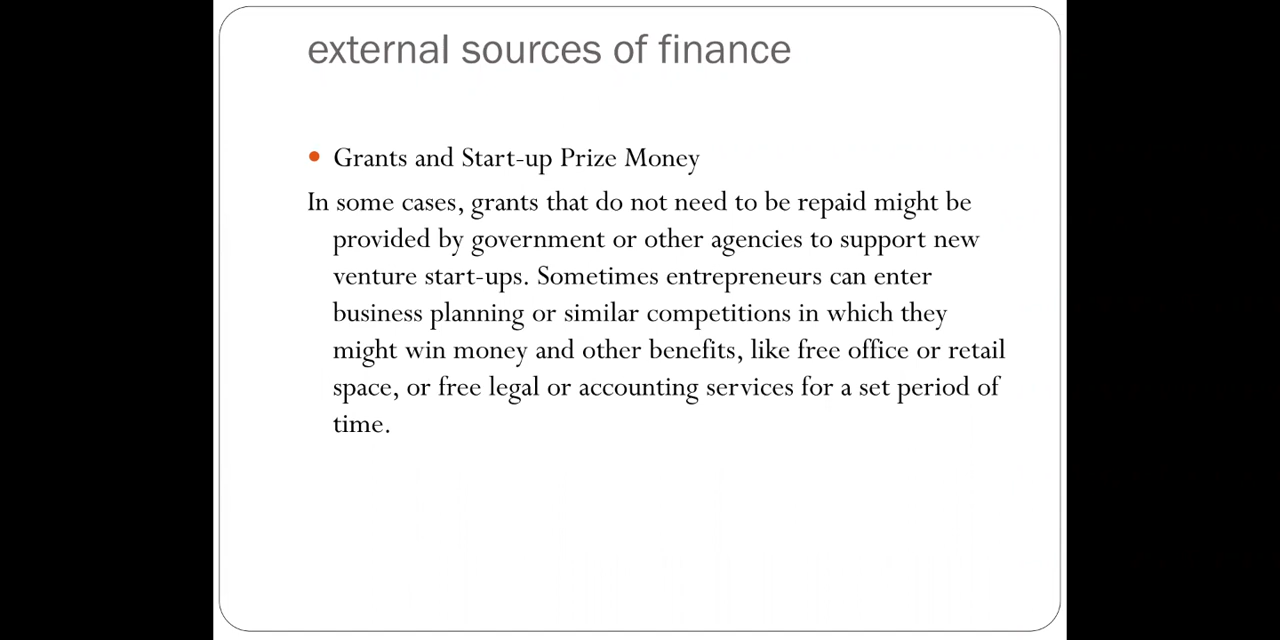 external sources of finance
Grants and Start-up Prize Money
In some cases, grants that do not need to be repaid might be
provided by government or other agencies to support new
venture start-ups. Sometimes entrepreneurs can enter
business planning or similar competitions in which they
might win money and other benefits, like free office or retail
space, or free legal or accounting services for a set period of
time.